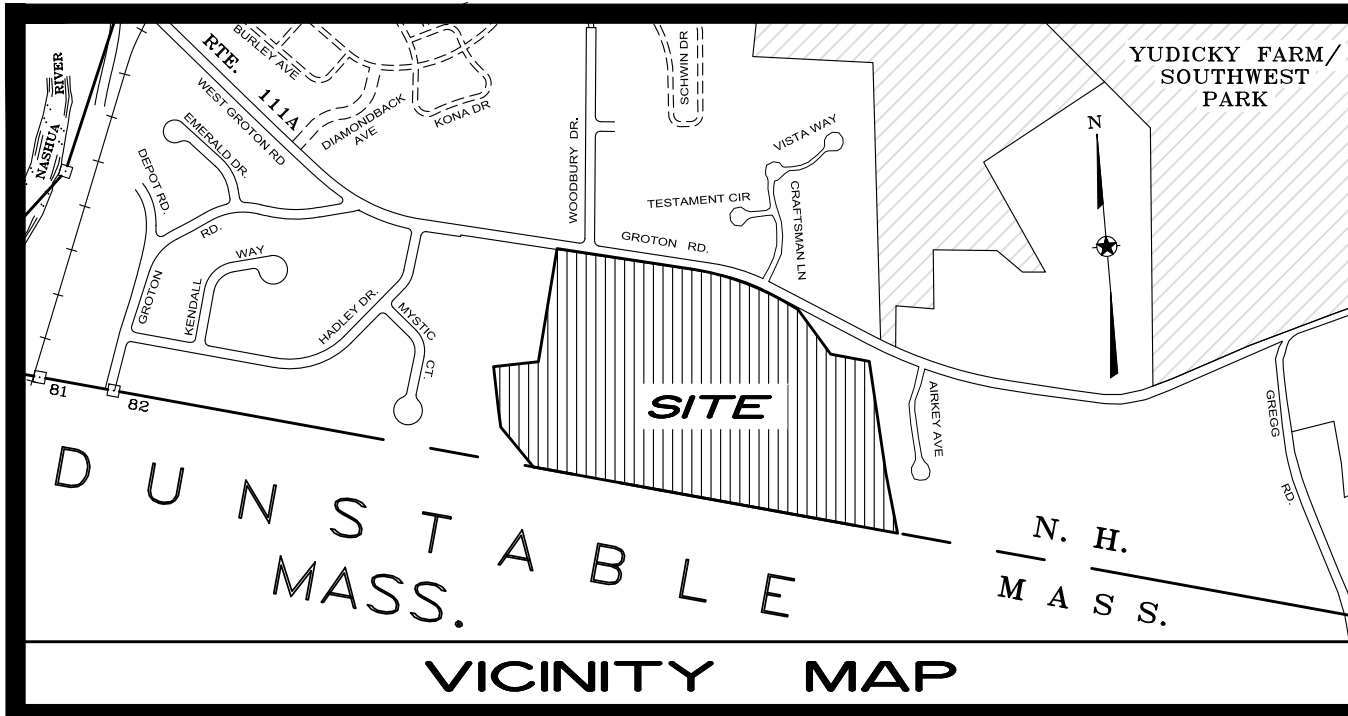 BURLEY AVE
RTE. 111A
WEST GROTON RD
DIAMONDBACK
AVE
KONA DR
SCHWIN DR
YUDICKY FARM/
SOUTHWEST
PARK
NASHUA RIVER
EMERALD DR.
DEPOT RD.
WOODBURY DR.
VISTA WAY
N
TESTAMENT CIR
CRAFTSMAN LN
GROTON RD.
GROTON RD.
KENDALL WAY
HADLEY DR.
MYSTIC CT.
SITE
AIRKEY AVE
GREGG RD.
81
82
DUNSTABLE
MASS.
N. H.
MASS.
VICINITY MAP